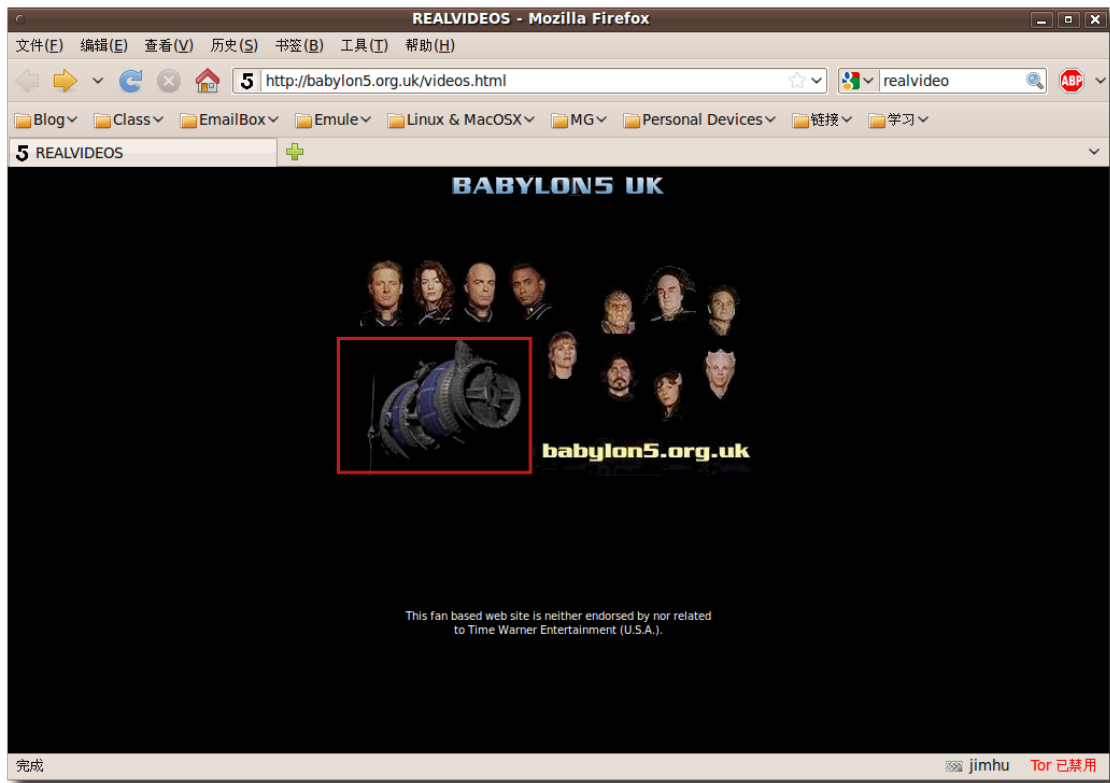 REALVIDEOS - Mozilla Firefox
文件(F) 编辑(E) 查看(V) 历史(S) 书签(B) 工具(T) 帮助(H)
5 http://babylon5.org.uk/videos.html realvideo ABP
Blog Class EmailBox Emule Linux & MacOSX MG Personal Devices 链接 学习
5 REALVIDEOS
BABYLON5 UK
babylon5.org.uk
This fan based web site is neither endorsed by nor related
to Time Warner Entertainment (U.S.A.).
完成 jimhu Tor 已禁用